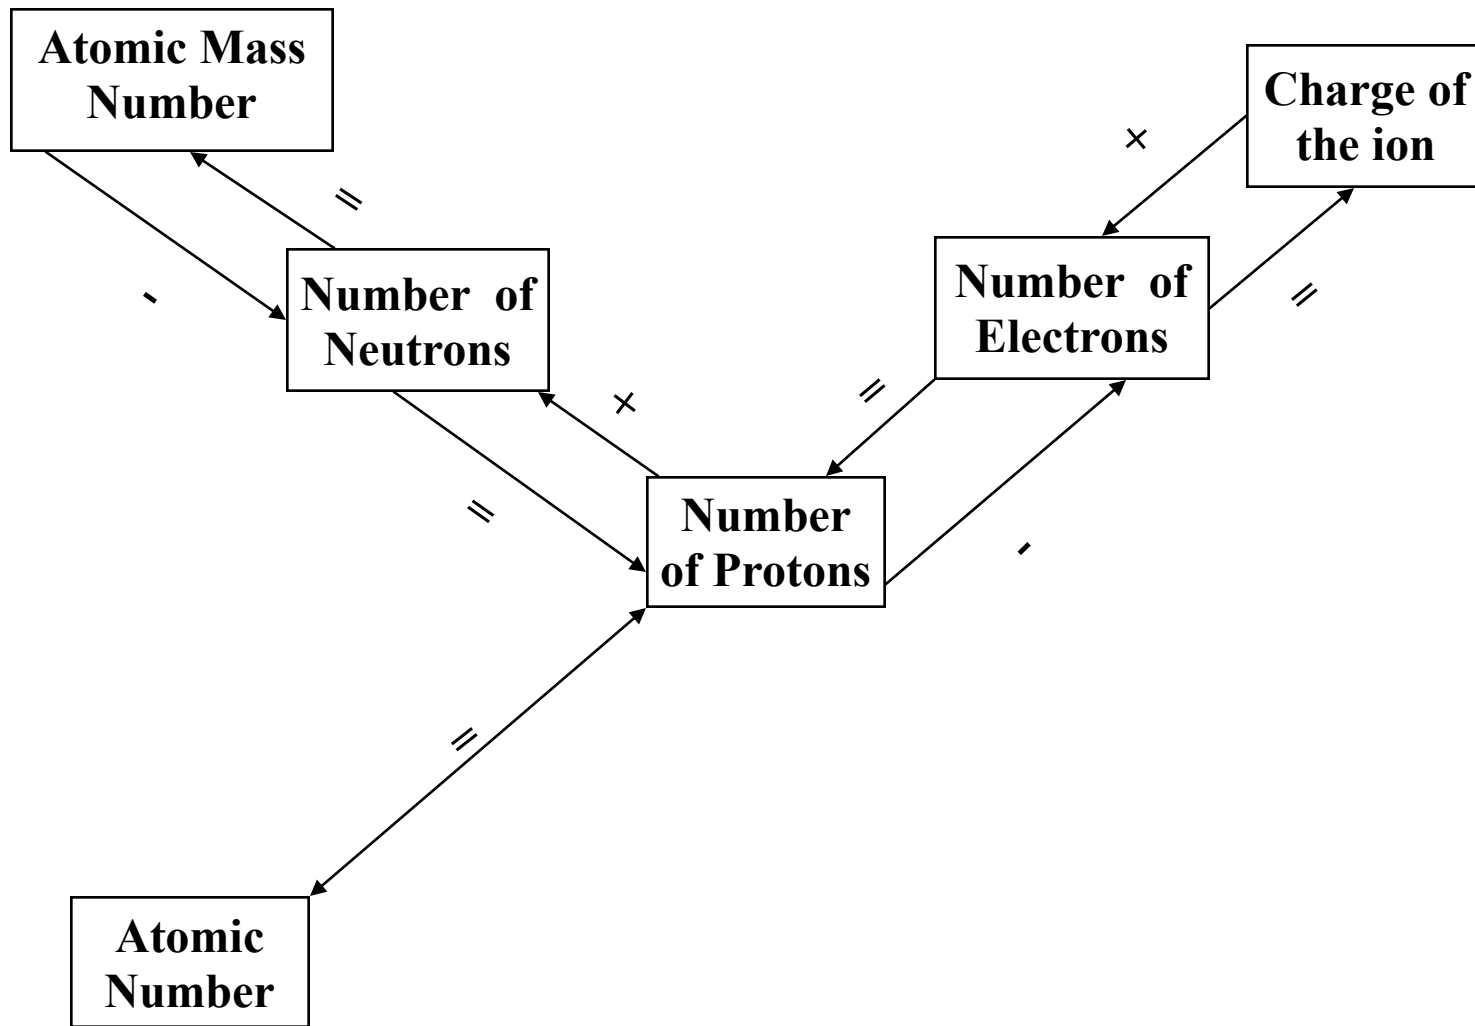 Atomic Mass
Number
Charge of
the ion
+
=
-
Number of
Neutrons
Number of
Electrons
=
+
=
=
Number
of Protons
-
=
Atomic
Number